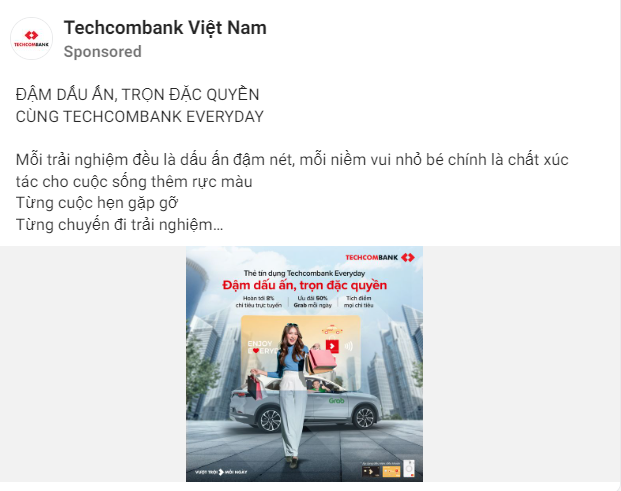 Techcombank Việt Nam
Sponsored
TECHCOMBANK
ĐẬM DẤU ẤN, TRỌN ĐẶC QUYỀN
CÙNG TECHCOMBANK EVERYDAY
Mỗi trải nghiệm đều là dấu ấn đậm nét, mỗi niềm vui nhỏ bé chính là chất xúc
tác cho cuộc sống thêm rực màu
Từng cuộc hẹn gặp gỡ
Từng chuyến đi trải nghiệm…
TECHCOMBANK
Thẻ tín dụng Techcombank Everyday
Đậm dấu ấn, trọn đặc quyền
Hoàn tới 8%
chi tiêu trực tuyến
Ưu đãi 50%
Grab mỗi ngày
Tích điểm
mọi chi tiêu
ENJOY
Grab
VƯỢT TRỘI MỖI NGÀY